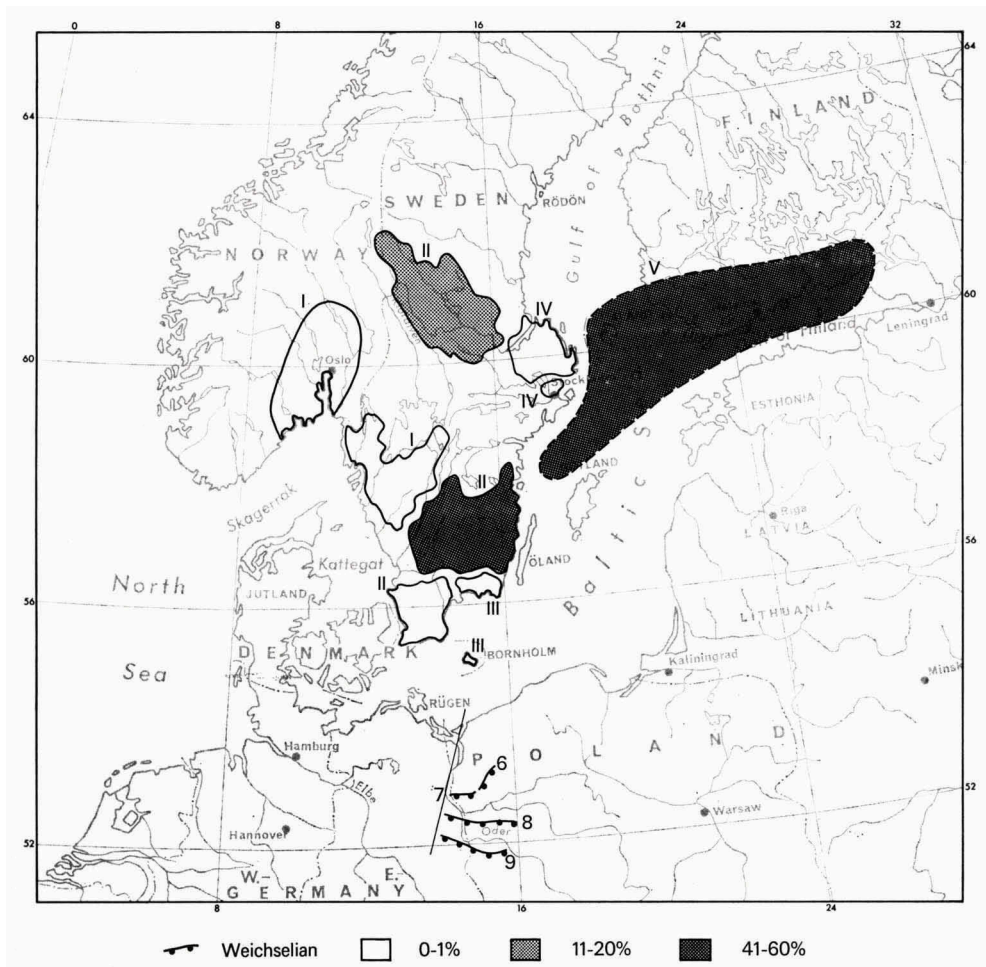 0 8 16 24 32
64
64
FINLAND
Gulf of Bothnia
SWEDEN
RÖDÖN
NORWAY
II
V
I
IV
60
Leningrad
60
Oslo
IV
ESTHONIA
I
II
Skagerrak
Riga
LATVIA
56
Kattegat
ÖLAND
Baltic S
North
II
56
JUTLAND
III
LITHUANIA
DENMARK
III
BORNHOLM
Kaliningrad
Sea
Minsk
RÜGEN
POLAND
Hamburg
6
7
52
Elbe
Warsaw
Hannover
8
Oder
52
9
W.- E.
GERMANY
8 16 24
Weichselian 0-1% 11-20% 41-60%